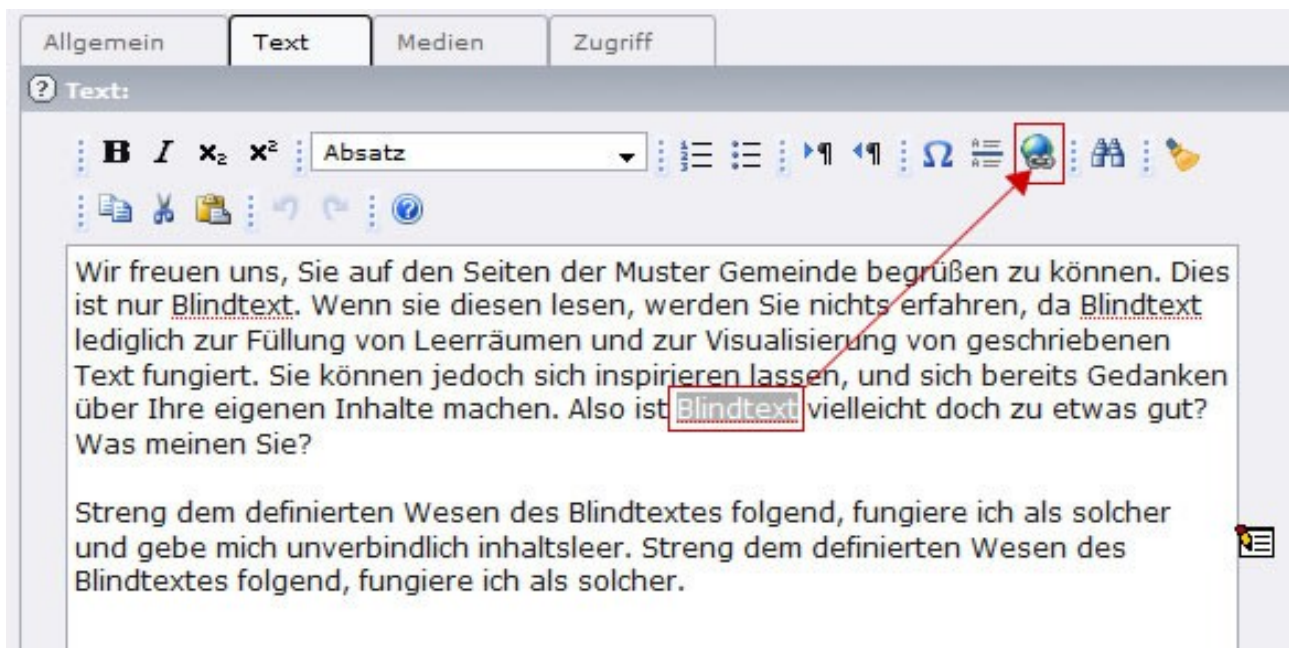 Allgemein Text Medien Zugriff
Text:
B I x₂ x² Absatz
Wir freuen uns, Sie auf den Seiten der Muster Gemeinde begrüßen zu können. Dies
ist nur Blindtext. Wenn sie diesen lesen, werden Sie nichts erfahren, da Blindtext
lediglich zur Füllung von Leerräumen und zur Visualisierung von geschriebenen
Text fungiert. Sie können jedoch sich inspirieren lassen, und sich bereits Gedanken
über Ihre eigenen Inhalte machen. Also ist Blindtext vielleicht doch zu etwas gut?
Was meinen Sie?
Streng dem definierten Wesen des Blindtextes folgend, fungiere ich als solcher
und gebe mich unverbindlich inhaltsleer. Streng dem definierten Wesen des
Blindtextes folgend, fungiere ich als solcher.